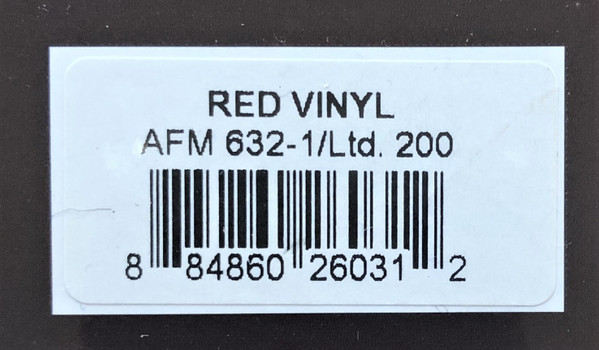 RED VINYL
AFM 632-1/Ltd. 200
8 84860 26031 2